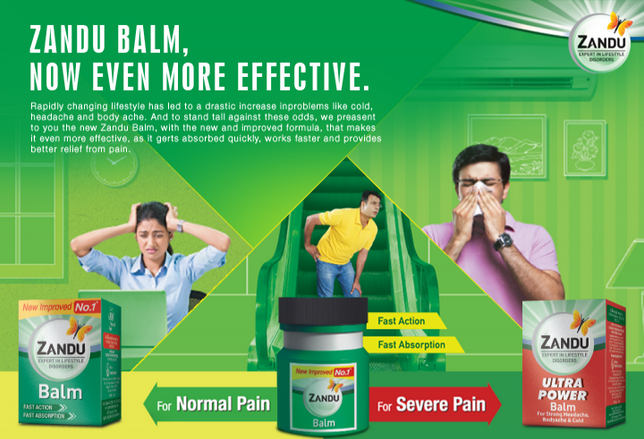 ZANDU BALM,
NOW EVEN MORE EFFECTIVE.
Rapidly changing lifestyle has led to a drastic increase inproblems like cold,
headache and body ache. And to stand tall against these odds, we preasent
to you the new Zandu Balm, with the new and improved formula, that makes
it even more effective, as it gerts absorbed quickly, works faster and provides
better relief from pain.
ZANDU
EXPERT IN LIFESTYLE
DISORDERS
Fast Action
Fast Absorption
New Improved No.1
ZANDU
EXPERT IN LIFESTYLE
DISORDERS
Balm
FAST ACTION
FAST ABSORPTION
For Normal Pain
New Improved No.1
ZANDU
Balm
For Severe Pain
ZANDU
EXPERT IN LIFESTYLE
DISORDERS
ULTRA
POWER
Balm
For Strong Headache,
Bodyache & Cold